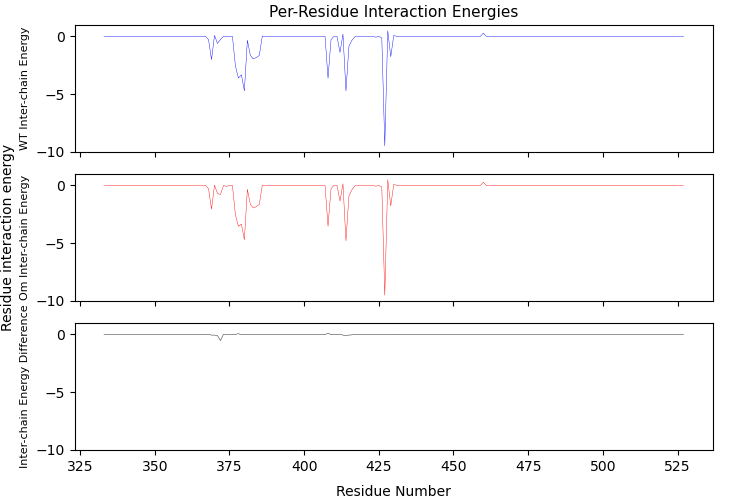 Per-Residue Interaction Energies
WT Inter-chain Energy
0
−5
−10
Residue interaction energy
Om Inter-chain Energy
0
−5
−10
Inter-chain Energy Difference
0
−5
−10
325 350 375 400 425 450 475 500 525
Residue Number